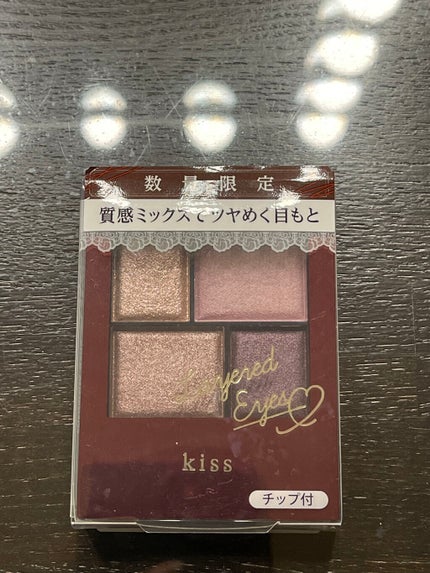 数量限定
質感ミックスでツヤめく目もと
Layered
Eyes
kiss
チップ付